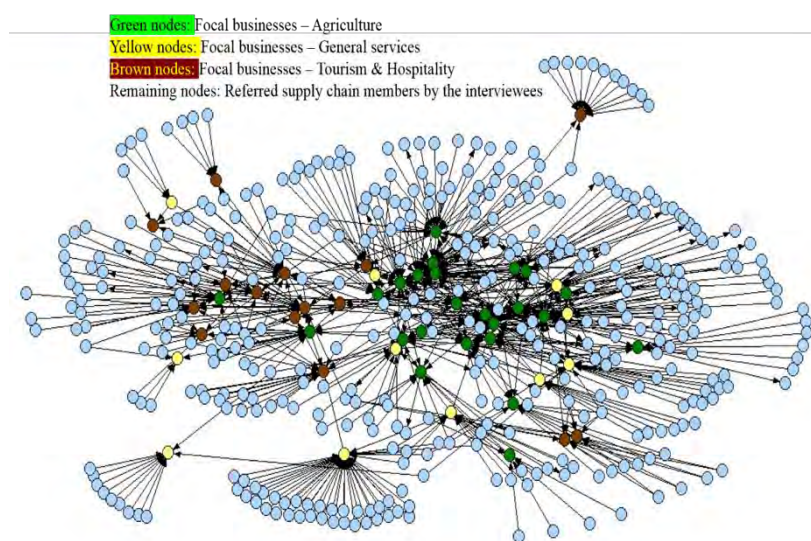 Green nodes: Focal businesses – Agriculture
Yellow nodes: Focal businesses – General services
Brown nodes: Focal businesses – Tourism & Hospitality
Remaining nodes: Referred supply chain members by the interviewees